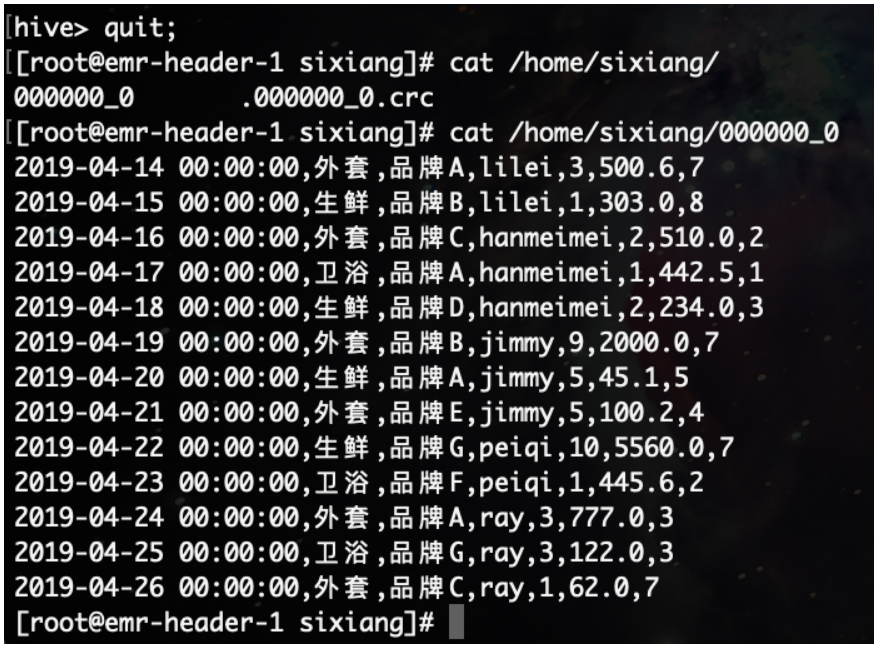 [hive> quit;
[[root@emr-header-1 sixiang]# cat /home/sixiang/
000000_0       .000000_0.crc
[[root@emr-header-1 sixiang]# cat /home/sixiang/000000_0
2019-04-14 00:00:00,外套,品牌A,lilei,3,500.6,7
2019-04-15 00:00:00,生鲜,品牌B,lilei,1,303.0,8
2019-04-16 00:00:00,外套,品牌C,hanmeimei,2,510.0,2
2019-04-17 00:00:00,卫浴,品牌A,hanmeimei,1,442.5,1
2019-04-18 00:00:00,生鲜,品牌D,hanmeimei,2,234.0,3
2019-04-19 00:00:00,外套,品牌B,jimmy,9,2000.0,7
2019-04-20 00:00:00,生鲜,品牌A,jimmy,5,45.1,5
2019-04-21 00:00:00,外套,品牌E,jimmy,5,100.2,4
2019-04-22 00:00:00,生鲜,品牌G,peiqi,10,5560.0,7
2019-04-23 00:00:00,卫浴,品牌F,peiqi,1,445.6,2
2019-04-24 00:00:00,外套,品牌A,ray,3,777.0,3
2019-04-25 00:00:00,卫浴,品牌G,ray,3,122.0,3
2019-04-26 00:00:00,外套,品牌C,ray,1,62.0,7
[root@emr-header-1 sixiang]#